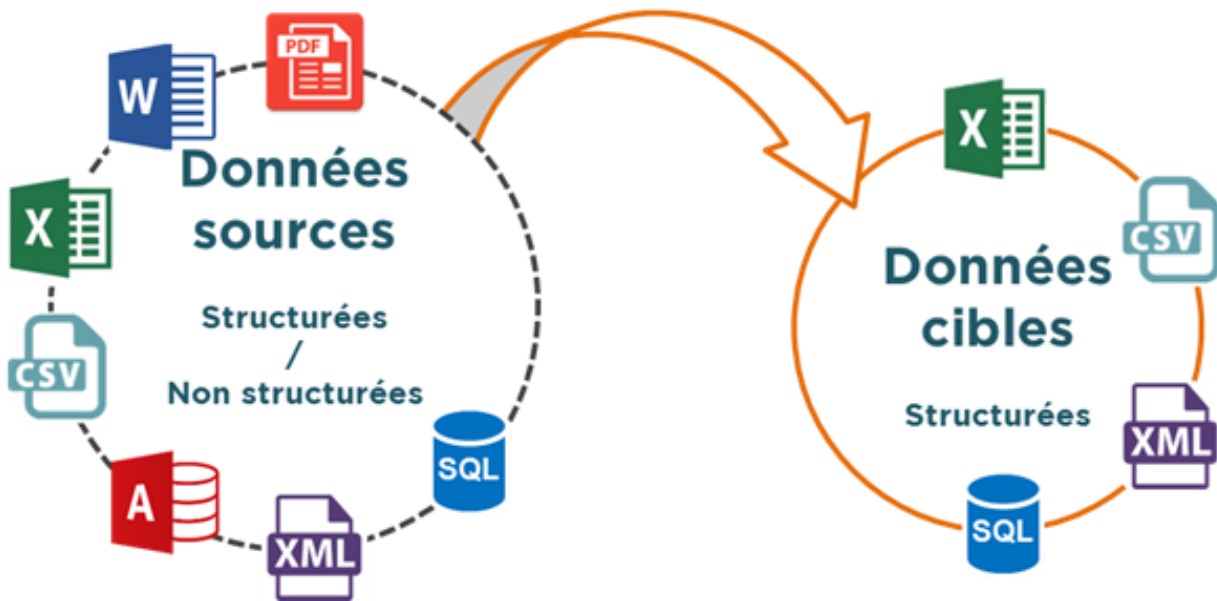 PDF
W
Données
sources
X
Structurées
/
Non structurées
CSV
A
SQL
XML
X
CSV
Données
cibles
Structurées
XML
SQL